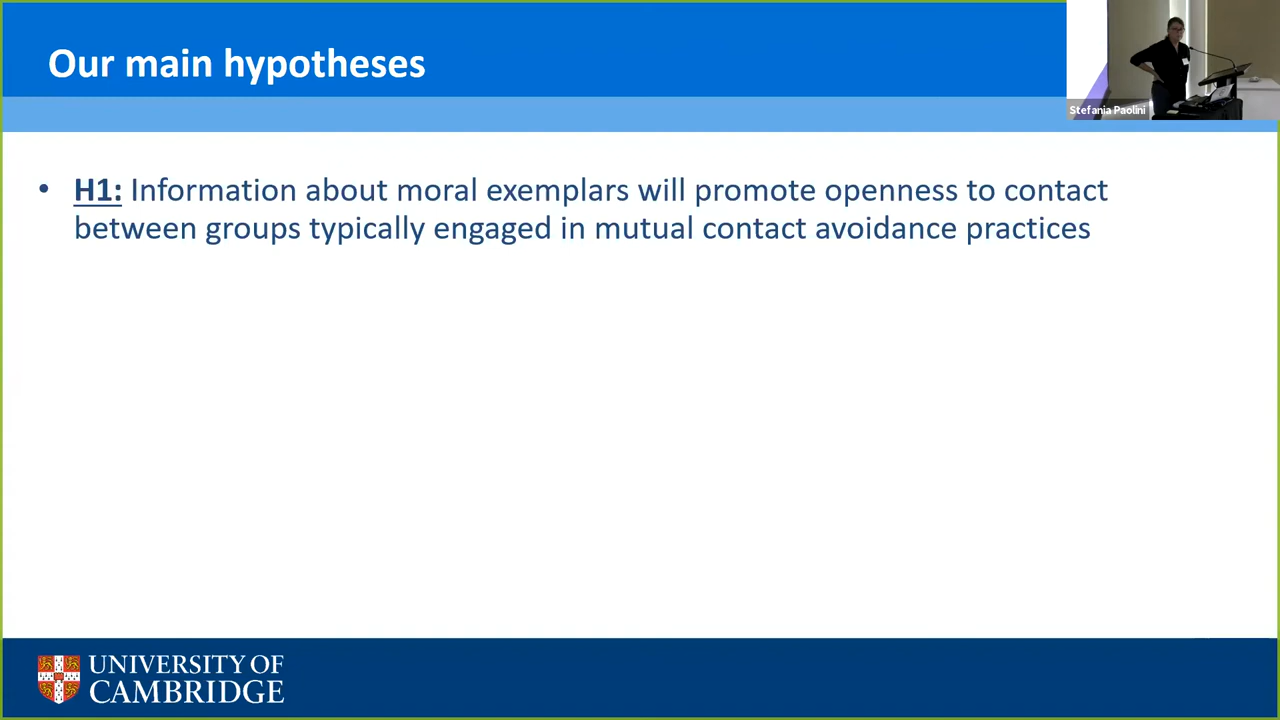 Our main hypotheses
Stefania Paolini
• H1: Information about moral exemplars will promote openness to contact
between groups typically engaged in mutual contact avoidance practices
UNIVERSITY OF
CAMBRIDGE